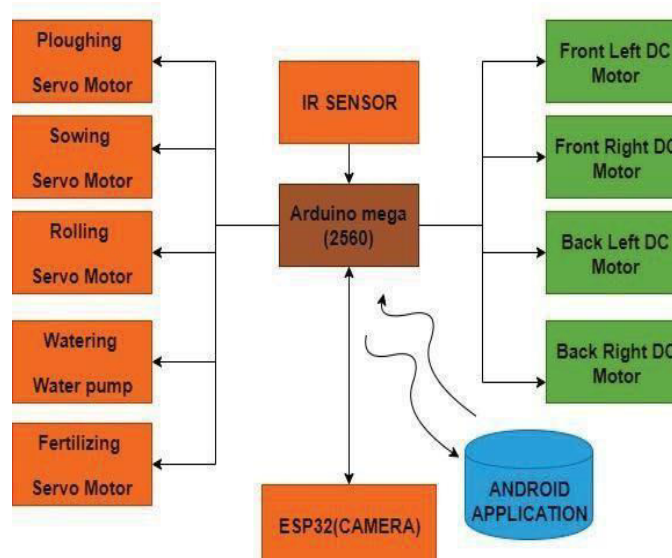 Ploughing
Servo Motor
Sowing
Servo Motor
Rolling
Servo Motor
Watering
Water pump
Fertilizing
Servo Motor
IR SENSOR
Arduino mega
(2560)
ESP32(CAMERA)
Front Left DC
Motor
Front Right DC
Motor
Back Left DC
Motor
Back Right DC
Motor
ANDROID
APPLICATION